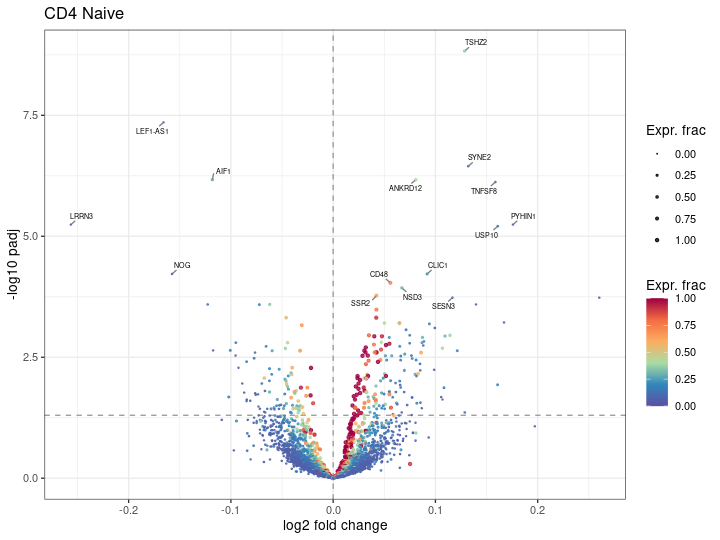 CD4 Naive
TSHZ2
7.5
LEF1-AS1
SYNE2
AIF1
ANKRD12
TNFSF8
LRRN3
PYHIN1
5.0
USP10
NOG
CLIC1
CD48
NSD3
SSR2
SESN3
2.5
0.0
-0.2
-0.1
0.0
0.1
0.2
log2 fold change
-log10 padj
Expr. frac
0.00
0.25
0.50
0.75
1.00
Expr. frac
1.00
0.75
0.50
0.25
0.00